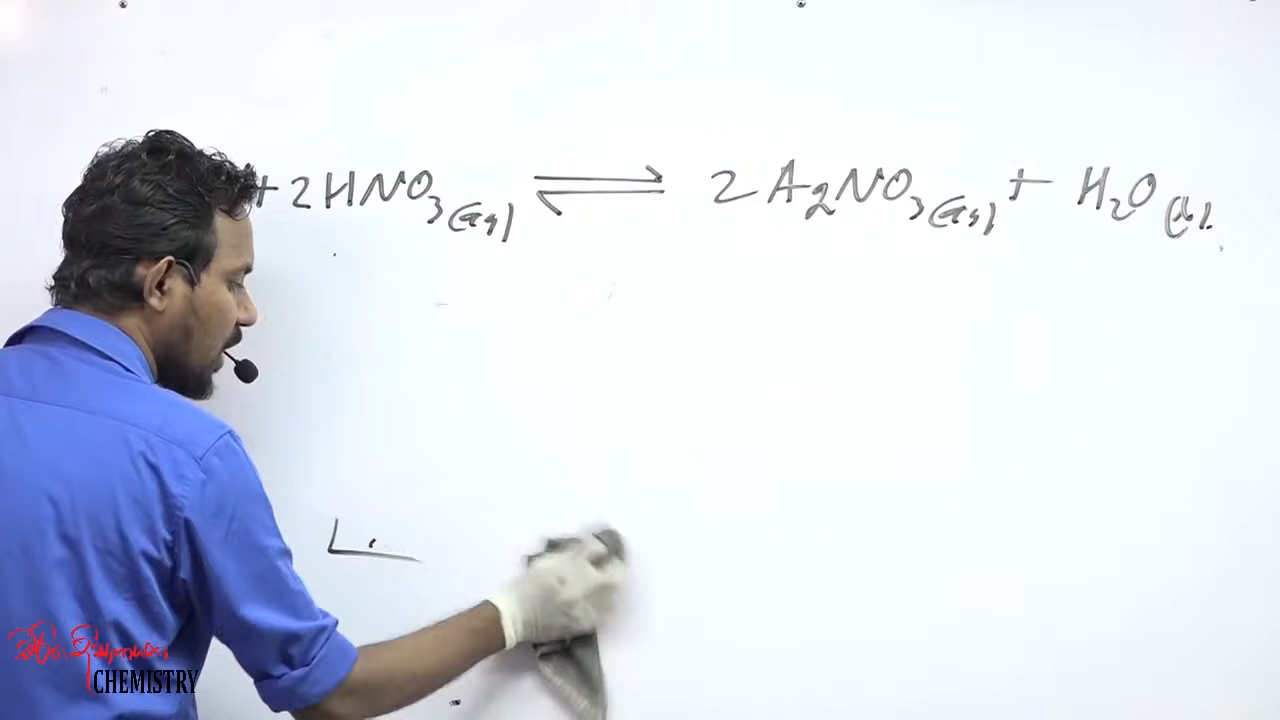 + 2HNO₃(aq) ⇌ 2AgNO₃(aq) + H₂O(l)
CHEMISTRY